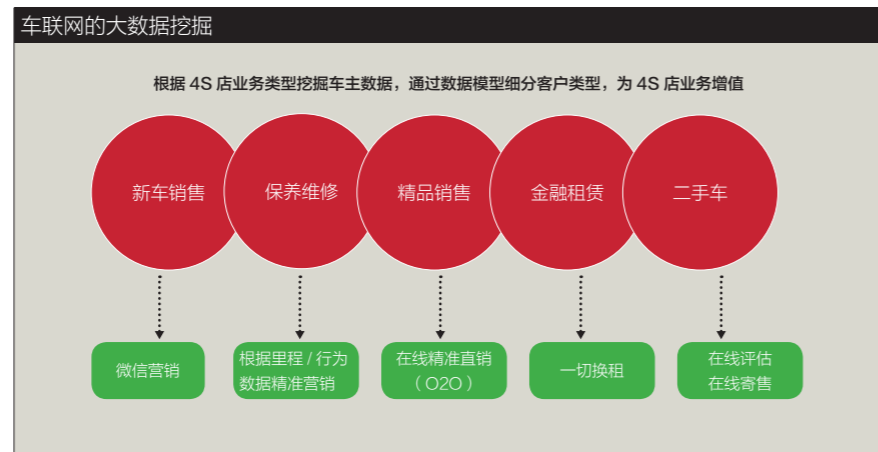 车联网的大数据挖掘
根据 4S 店业务类型挖掘车主数据，通过数据模型细分客户类型，为 4S 店业务增值
新车销售
保养维修
精品销售
金融租赁
二手车
微信营销
根据里程 / 行为
数据精准营销
在线精准直销
（ O2O ）
一切换租
在线评估
在线寄售